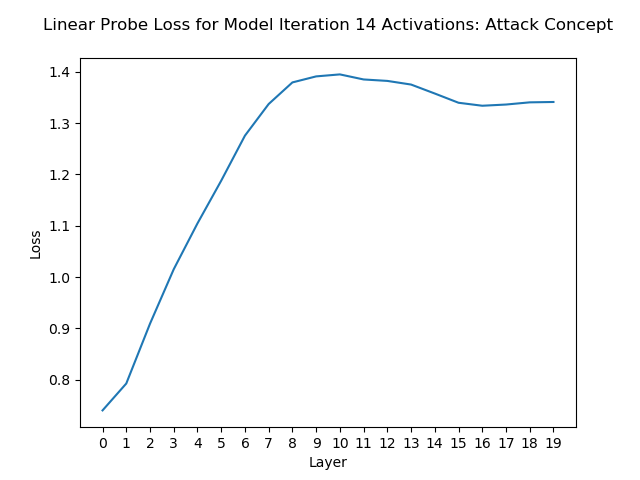 Linear Probe Loss for Model Iteration 14 Activations: Attack Concept
1.4
1.3
1.2
1.1
1.0
0.9
0.8
Loss
0 1 2 3 4 5 6 7 8 9 10 11 12 13 14 15 16 17 18 19
Layer